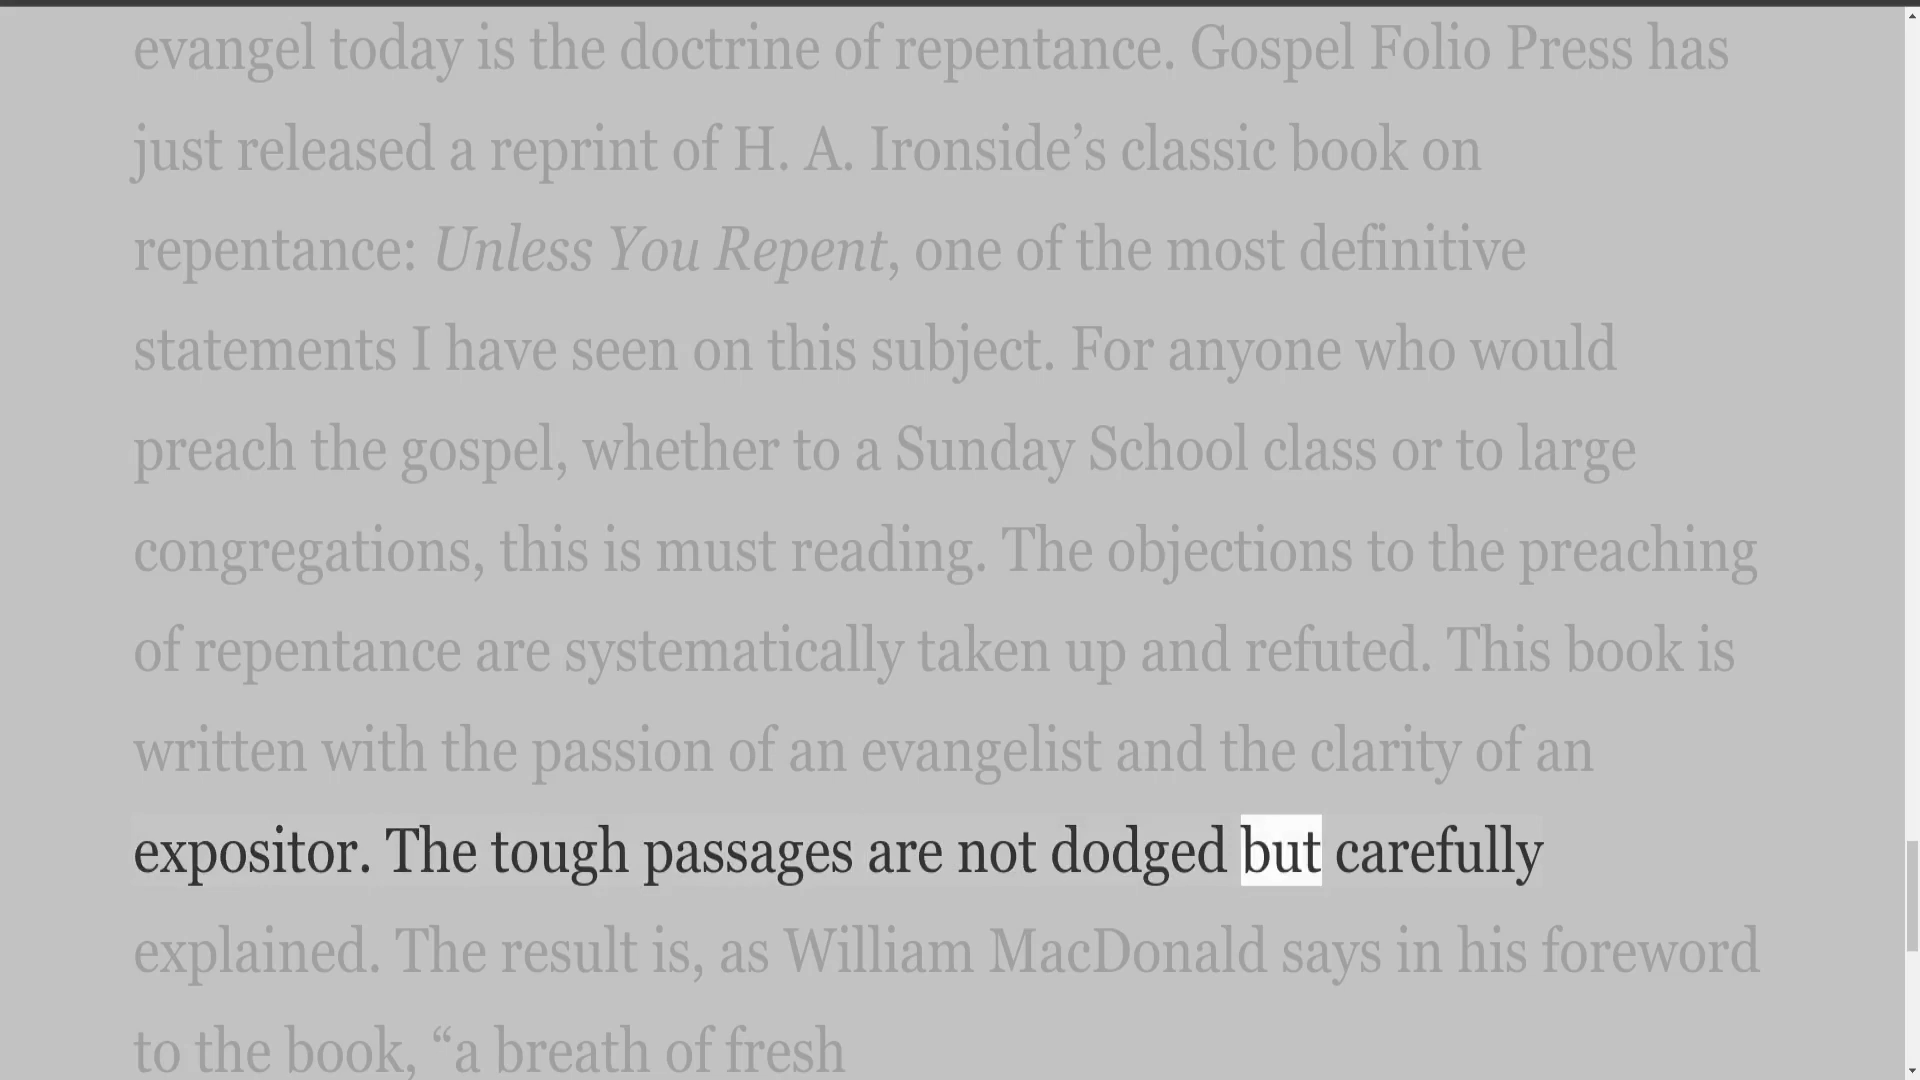 evangel today is the doctrine of repentance. Gospel Folio Press has
just released a reprint of H. A. Ironside’s classic book on
repentance: Unless You Repent, one of the most definitive
statements I have seen on this subject. For anyone who would
preach the gospel, whether to a Sunday School class or to large
congregations, this is must reading. The objections to the preaching
of repentance are systematically taken up and refuted. This book is
written with the passion of an evangelist and the clarity of an
expositor. The tough passages are not dodged but carefully
explained. The result is, as William MacDonald says in his foreword
to the book, “a breath of fresh